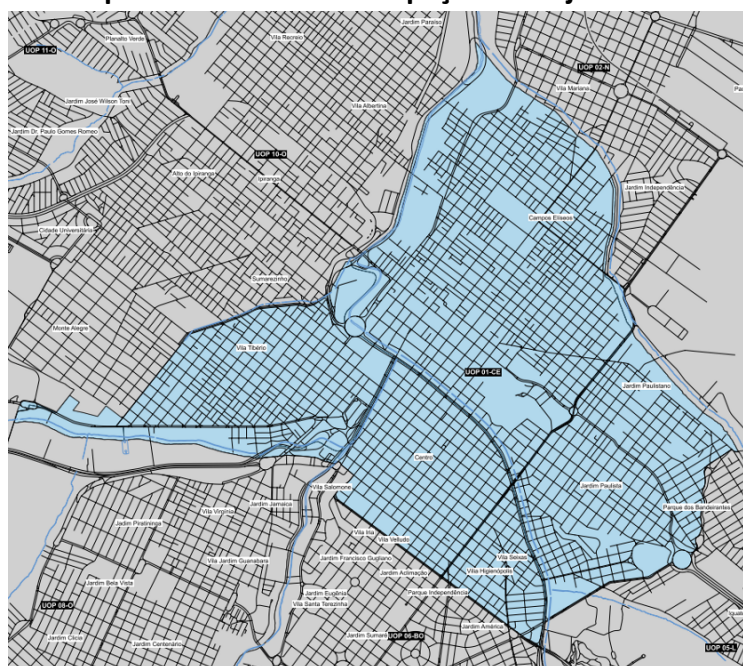 Jardim Paraíso
Planalto Verde
Vila Recreio
UOP 11-O
UOP 02-N
Vila Mariana
Jardim José Wilson Toni
Vila Albertina
Jardim Dr. Paulo Gomes Romeo
UOP 10-O
Alto do Ipiranga
Ipiranga
Jardim Independência
Campos Elíseos
Cidade Universitária
Sumarezinho
Monte Alegre
Vila Tibério
UOP 01-CE
Jardim Paulistano
Centro
Jardim Paulista
Vila Salomone
Jardim Jamaica
Parque dos Bandeirantes
Vila Virgínia
Jadim Piratininga
Vila Iria
Vila Velludo
Jardim Francisco Gugliano
Vila Seixas
Vila Jardim Guanabara
Jardim Aclimação
Vila Higienópolis
Jardim Bela Vista
Jardim Eugênia
Parque Independência
UOP 08-O
Vila Santa Terezinha
Jardim América
Jardim Sumaré
UOP 06-BO
Jardim Clícia
Jardim Centenário
UOP 05-L